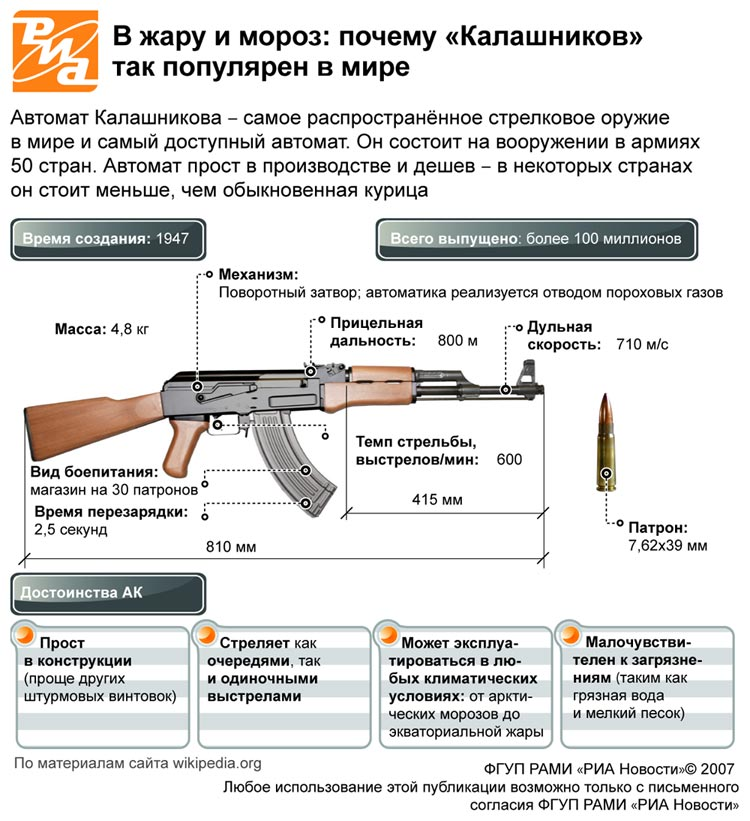 РИА
В жару и мороз: почему «Калашников»
так популярен в мире
Автомат Калашникова – самое распространённое стрелковое оружие
в мире и самый доступный автомат. Он состоит на вооружении в армиях
50 стран. Автомат прост в производстве и дешев – в некоторых странах
он стоит меньше, чем обыкновенная курица
Время создания: 1947
Всего выпущено: более 100 миллионов
Механизм:
Поворотный затвор; автоматика реализуется отводом пороховых газов
Масса: 4,8 кг
Прицельная
дальность: 800 м
Дульная
скорость: 710 м/с
Темп стрельбы,
выстрелов/мин: 600
Вид боепитания:
магазин на 30 патронов
Время перезарядки:
2,5 секунд
415 мм
810 мм
Патрон:
7,62х39 мм
Достоинства АК
Прост
в конструкции
(проще других
штурмовых винтовок)
Стреляет как
очередями, так
и одиночными
выстрелами
Может эксплуа-
тироваться в лю-
бых климатических
условиях: от аркти-
ческих морозов до
экваториальной жары
Малочувстви-
телен к загрязне-
ниям (таким как
грязная вода
и мелкий песок)
По материалам сайта wikipedia.org
ФГУП РАМИ «РИА Новости»© 2007
Любое использование этой публикации возможно только с письменного
согласия ФГУП РАМИ «РИА Новости»